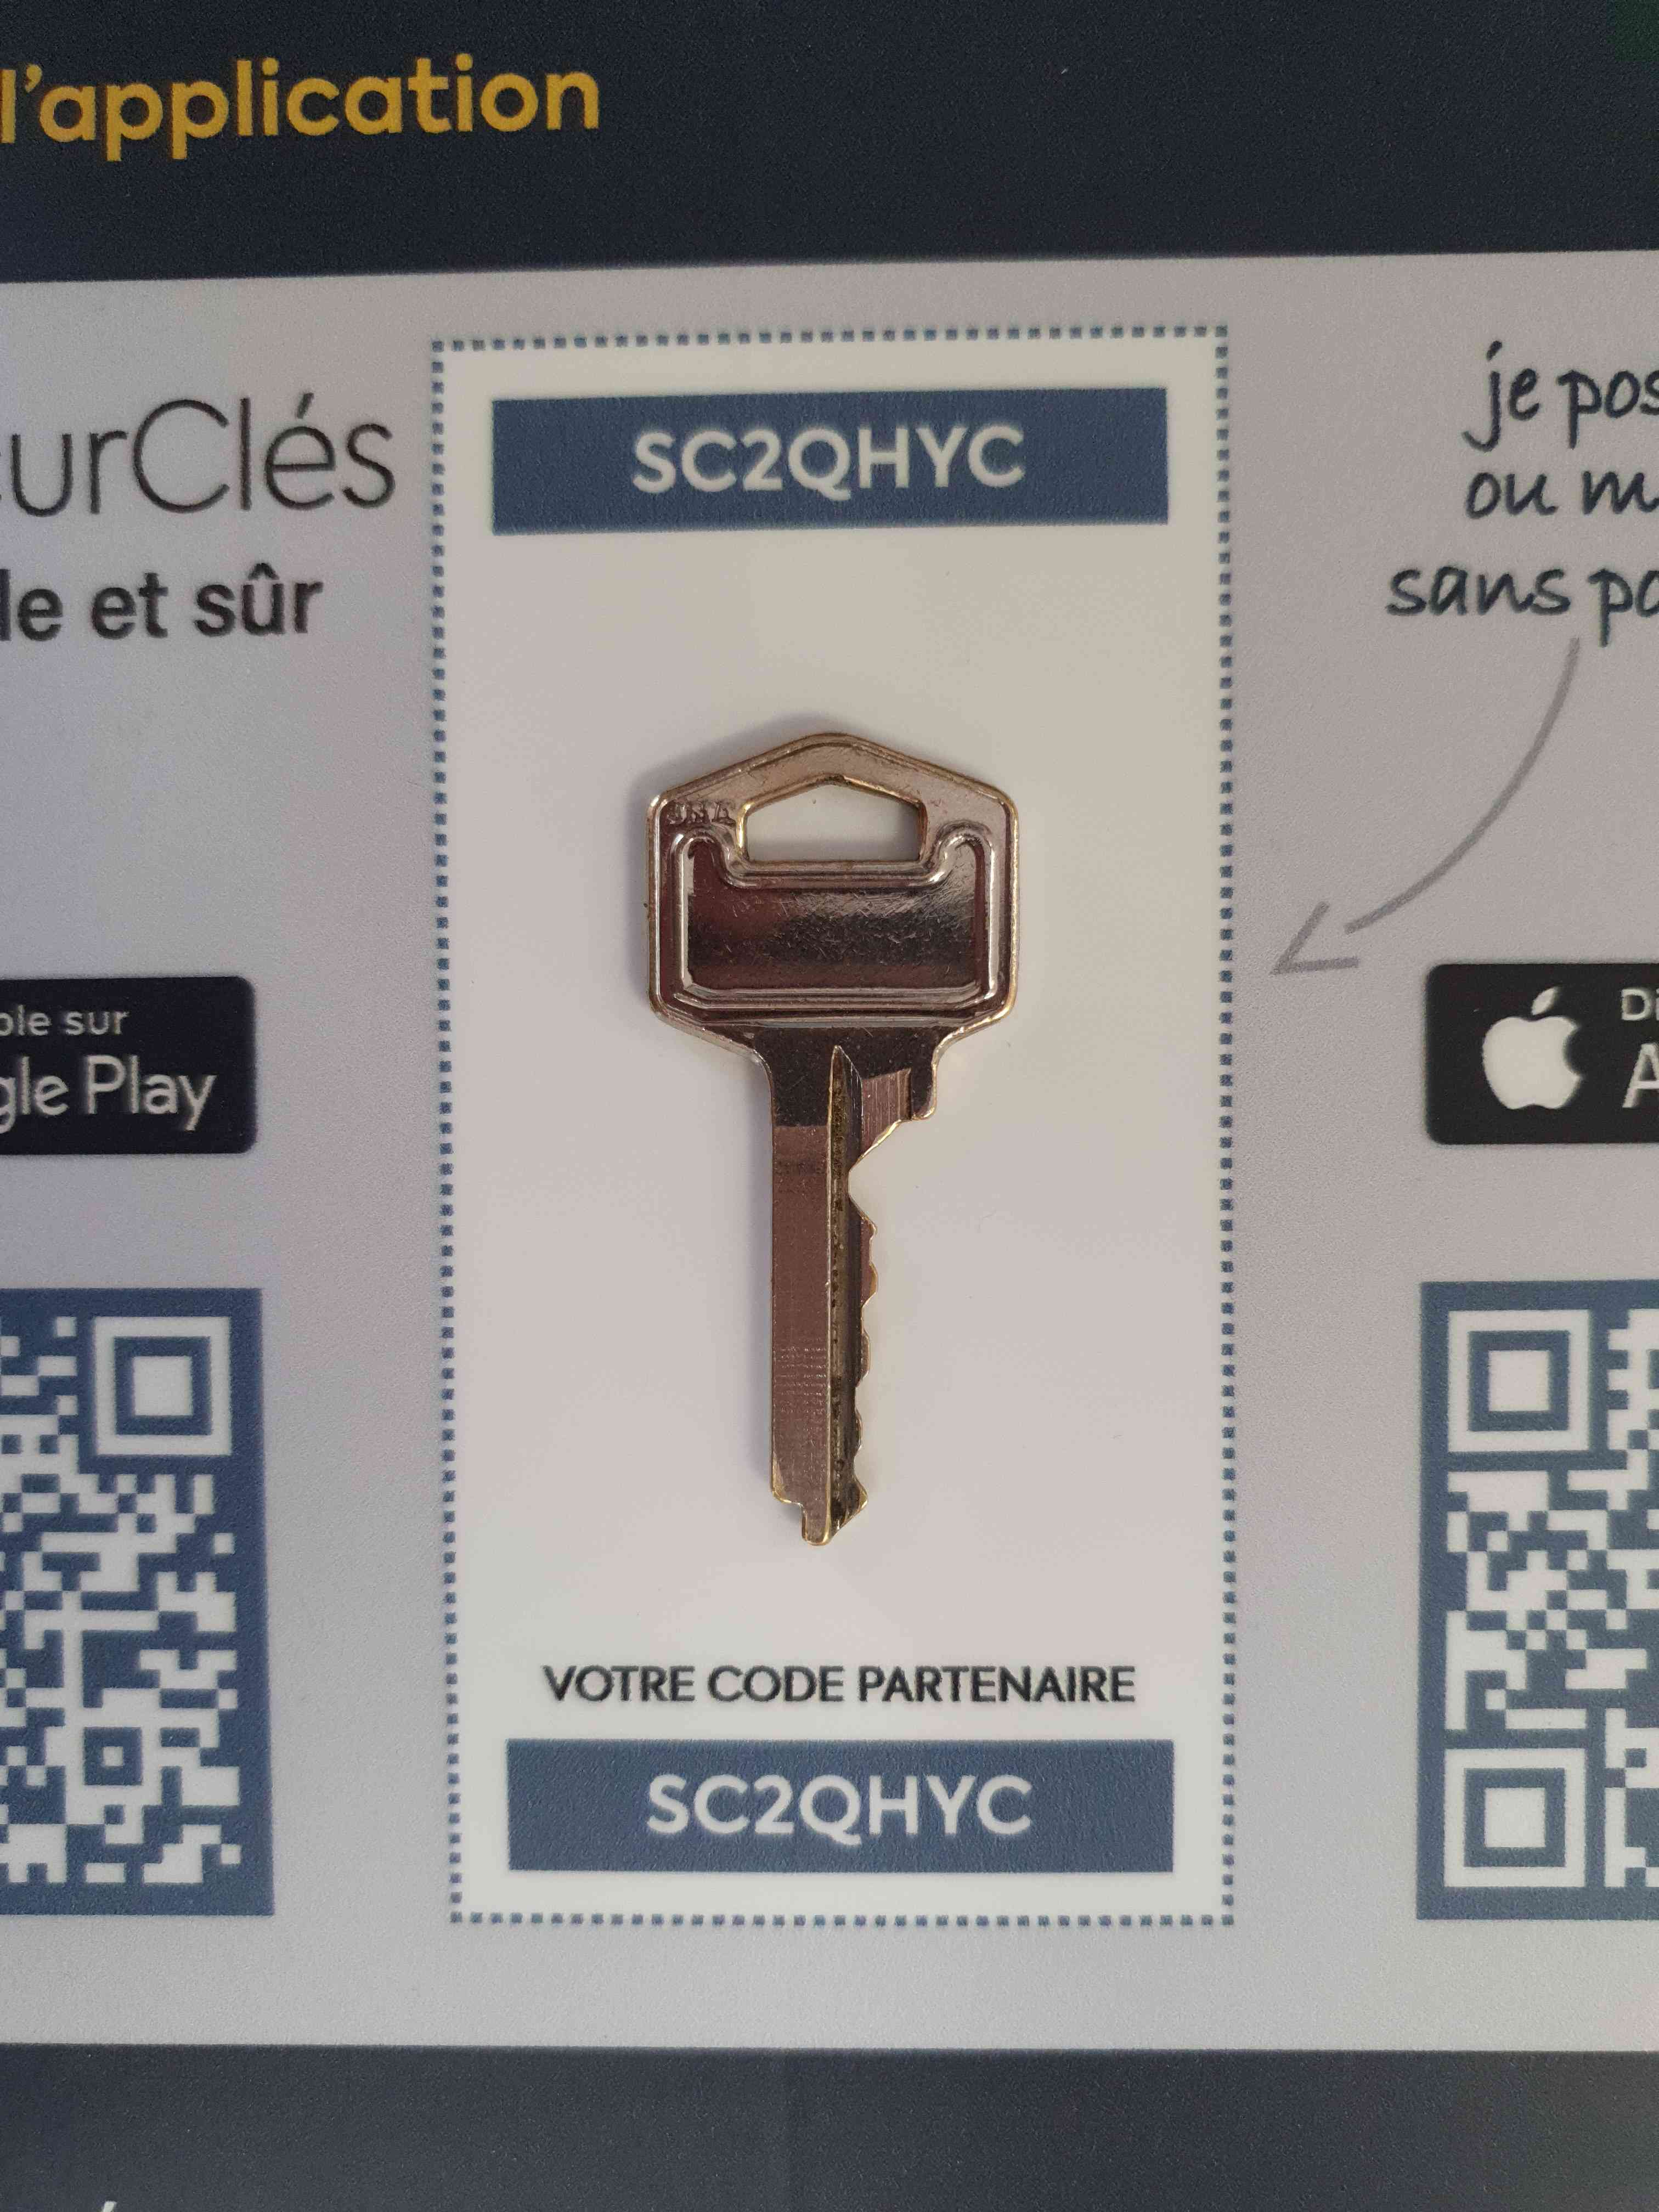 l'application
urClés
le et sûr
SC2QHYC
je pos
ou m
sans pa
ble sur
gle Play
Di
A
VOTRE CODE PARTENAIRE
SC2QHYC